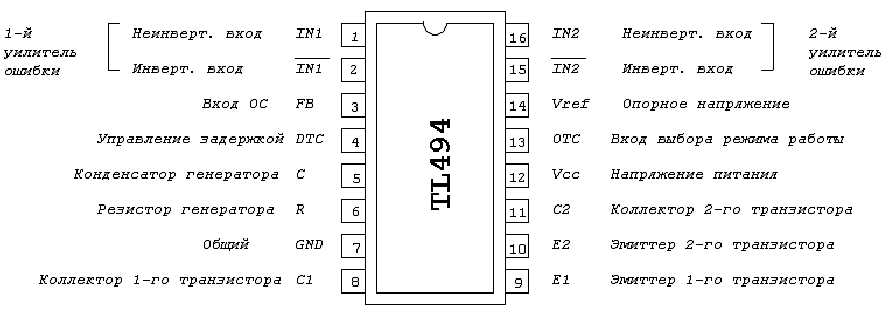 1-й уилитель ошибки Неинверт. вход IN1 1 16 IN2 Неинверт. вход 2-й уилитель ошибки
Инверт. вход IN1 2 15 IN2 Инверт. вход
Вход ОС FB 3 14 Vref Опорное напряжение
Управление задержкой DTC 4 13 OTC Вход выбора режима работы
Конденсатор генератора C 5 12 Vcc Напряжение питания
Резистор генератора R 6 11 C2 Коллектор 2-го транзистора
Общий GND 7 10 E2 Эмиттер 2-го транзистора
Коллектор 1-го транзистора C1 8 9 E1 Эмиттер 1-го транзистора
TL494